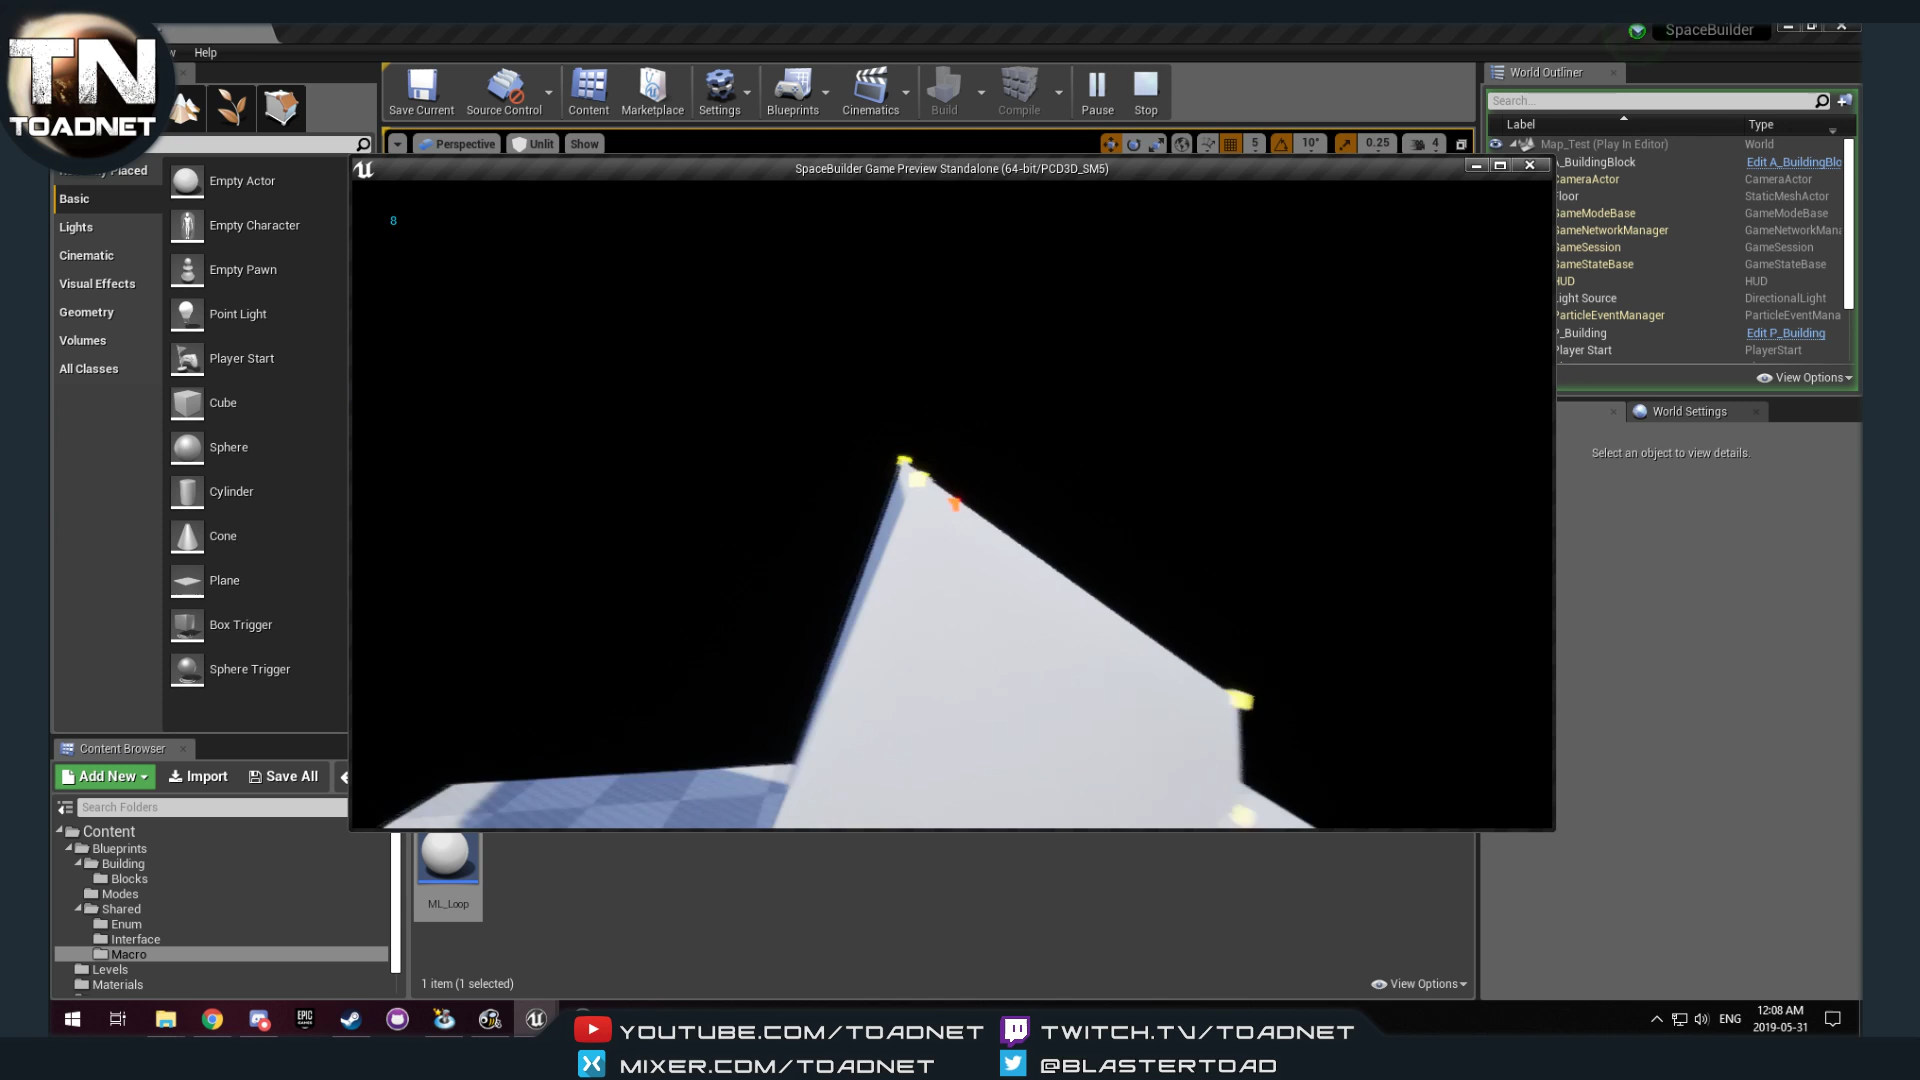 TN
TOADNET
Help
SpaceBuilder
Save Current
Source Control
Content
Marketplace
Settings
Blueprints
Cinematics
Build
Compile
Pause
Stop
World Outliner
Search...
Label
Type
Perspective
Unlit
Show
5
10°
0.25
4
Map_Test (Play In Editor)
World
A_BuildingBlock
Edit A_BuildingBlo
CameraActor
CameraActor
Floor
StaticMeshActor
GameModeBase
GameModeBase
GameNetworkManager
GameNetworkMana
GameSession
GameSession
GameStateBase
GameStateBase
HUD
HUD
Light Source
DirectionalLight
ParticleEventManager
ParticleEventMana
P_Building
Edit P_Building
Player Start
PlayerStart
View Options
World Settings
Select an object to view details.
SpaceBuilder Game Preview Standalone (64-bit/PCD3D_SM5)
8
Placed
Basic
Lights
Cinematic
Visual Effects
Geometry
Volumes
All Classes
Empty Actor
Empty Character
Empty Pawn
Point Light
Player Start
Cube
Sphere
Cylinder
Cone
Plane
Box Trigger
Sphere Trigger
Content Browser
Add New
Import
Save All
Search Folders
Content
Blueprints
Building
Blocks
Modes
Shared
Enum
Interface
Macro
Levels
Materials
ML_Loop
1 item (1 selected)
View Options
EPIC
GAMES
ENG
12:08 AM
2019-05-31
YOUTUBE.COM/TOADNET
TWITCH.TV/TOADNET
MIXER.COM/TOADNET
@BLASTERTOAD